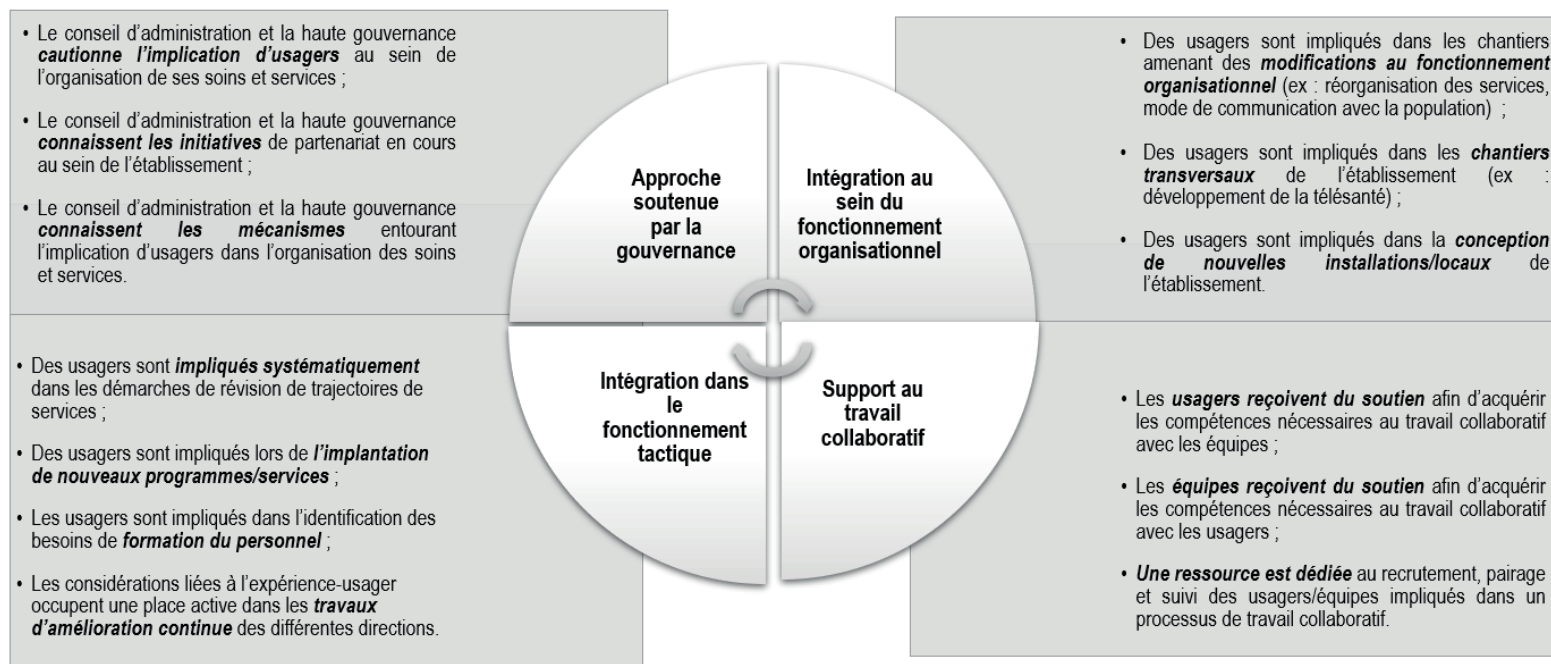 • Le conseil d'administration et la haute gouvernance
cautionne l'implication d'usagers au sein de
l'organisation de ses soins et services ;
• Le conseil d'administration et la haute gouvernance
connaissent les initiatives de partenariat en cours
au sein de l'établissement ;
• Le conseil d'administration et la haute gouvernance
connaissent les mécanismes entourant
l'implication d'usagers dans l'organisation des soins
et services.
Approche
soutenue
par la
gouvernance
Intégration au
sein du
fonctionnement
organisationnel
• Des usagers sont impliqués dans les chantiers
amenant des modifications au fonctionnement
organisationnel (ex : réorganisation des services,
mode de communication avec la population) ;
• Des usagers sont impliqués dans les chantiers
transversaux de l'établissement (ex :
développement de la télésanté) ;
• Des usagers sont impliqués dans la conception
de nouvelles installations/locaux de
l'établissement.
• Des usagers sont impliqués systématiquement
dans les démarches de révision de trajectoires de
services ;
• Des usagers sont impliqués lors de l'implantation
de nouveaux programmes/services ;
• Les usagers sont impliqués dans l'identification des
besoins de formation du personnel ;
• Les considérations liées à l'expérience-usager
occupent une place active dans les travaux
d'amélioration continue des différentes directions.
Intégration dans
le
fonctionnement
tactique
Support au
travail
collaboratif
• Les usagers reçoivent du soutien afin d'acquérir
les compétences nécessaires au travail collaboratif
avec les équipes ;
• Les équipes reçoivent du soutien afin d'acquérir
les compétences nécessaires au travail collaboratif
avec les usagers ;
• Une ressource est dédiée au recrutement, pairage
et suivi des usagers/équipes impliqués dans un
processus de travail collaboratif.